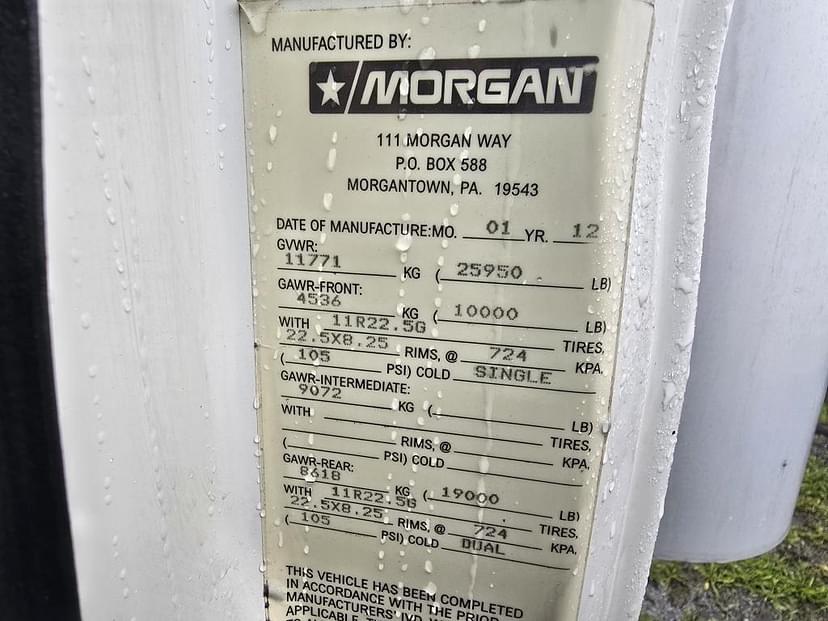 MANUFACTURED BY:
MORGAN
111 MORGAN WAY
P.O. BOX 588
MORGANTOWN, PA. 19543
DATE OF MANUFACTURE:MO. 01 YR. 12
GVWR:
11771 KG ( 25950 LB)
GAWR-FRONT:
4536 KG ( 10000 LB)
WITH 11R22.5G TIRES,
22.5X8.25 RIMS, @ 724 KPA,
( 105 PSI) COLD SINGLE
GAWR-INTERMEDIATE:
9072 KG ( LB)
WITH TIRES,
RIMS, @ KPA,
( PSI) COLD
GAWR-REAR:
8618 KG ( 19000 LB)
WITH 11R22.5G TIRES,
22.5X8.25 RIMS, @ 724 KPA,
( 105 PSI) COLD DUAL
THIS VEHICLE HAS BEEN COMPLETED
IN ACCORDANCE WITH THE PRIOR
MANUFACTURERS' IVD, W
APPLICABLE,